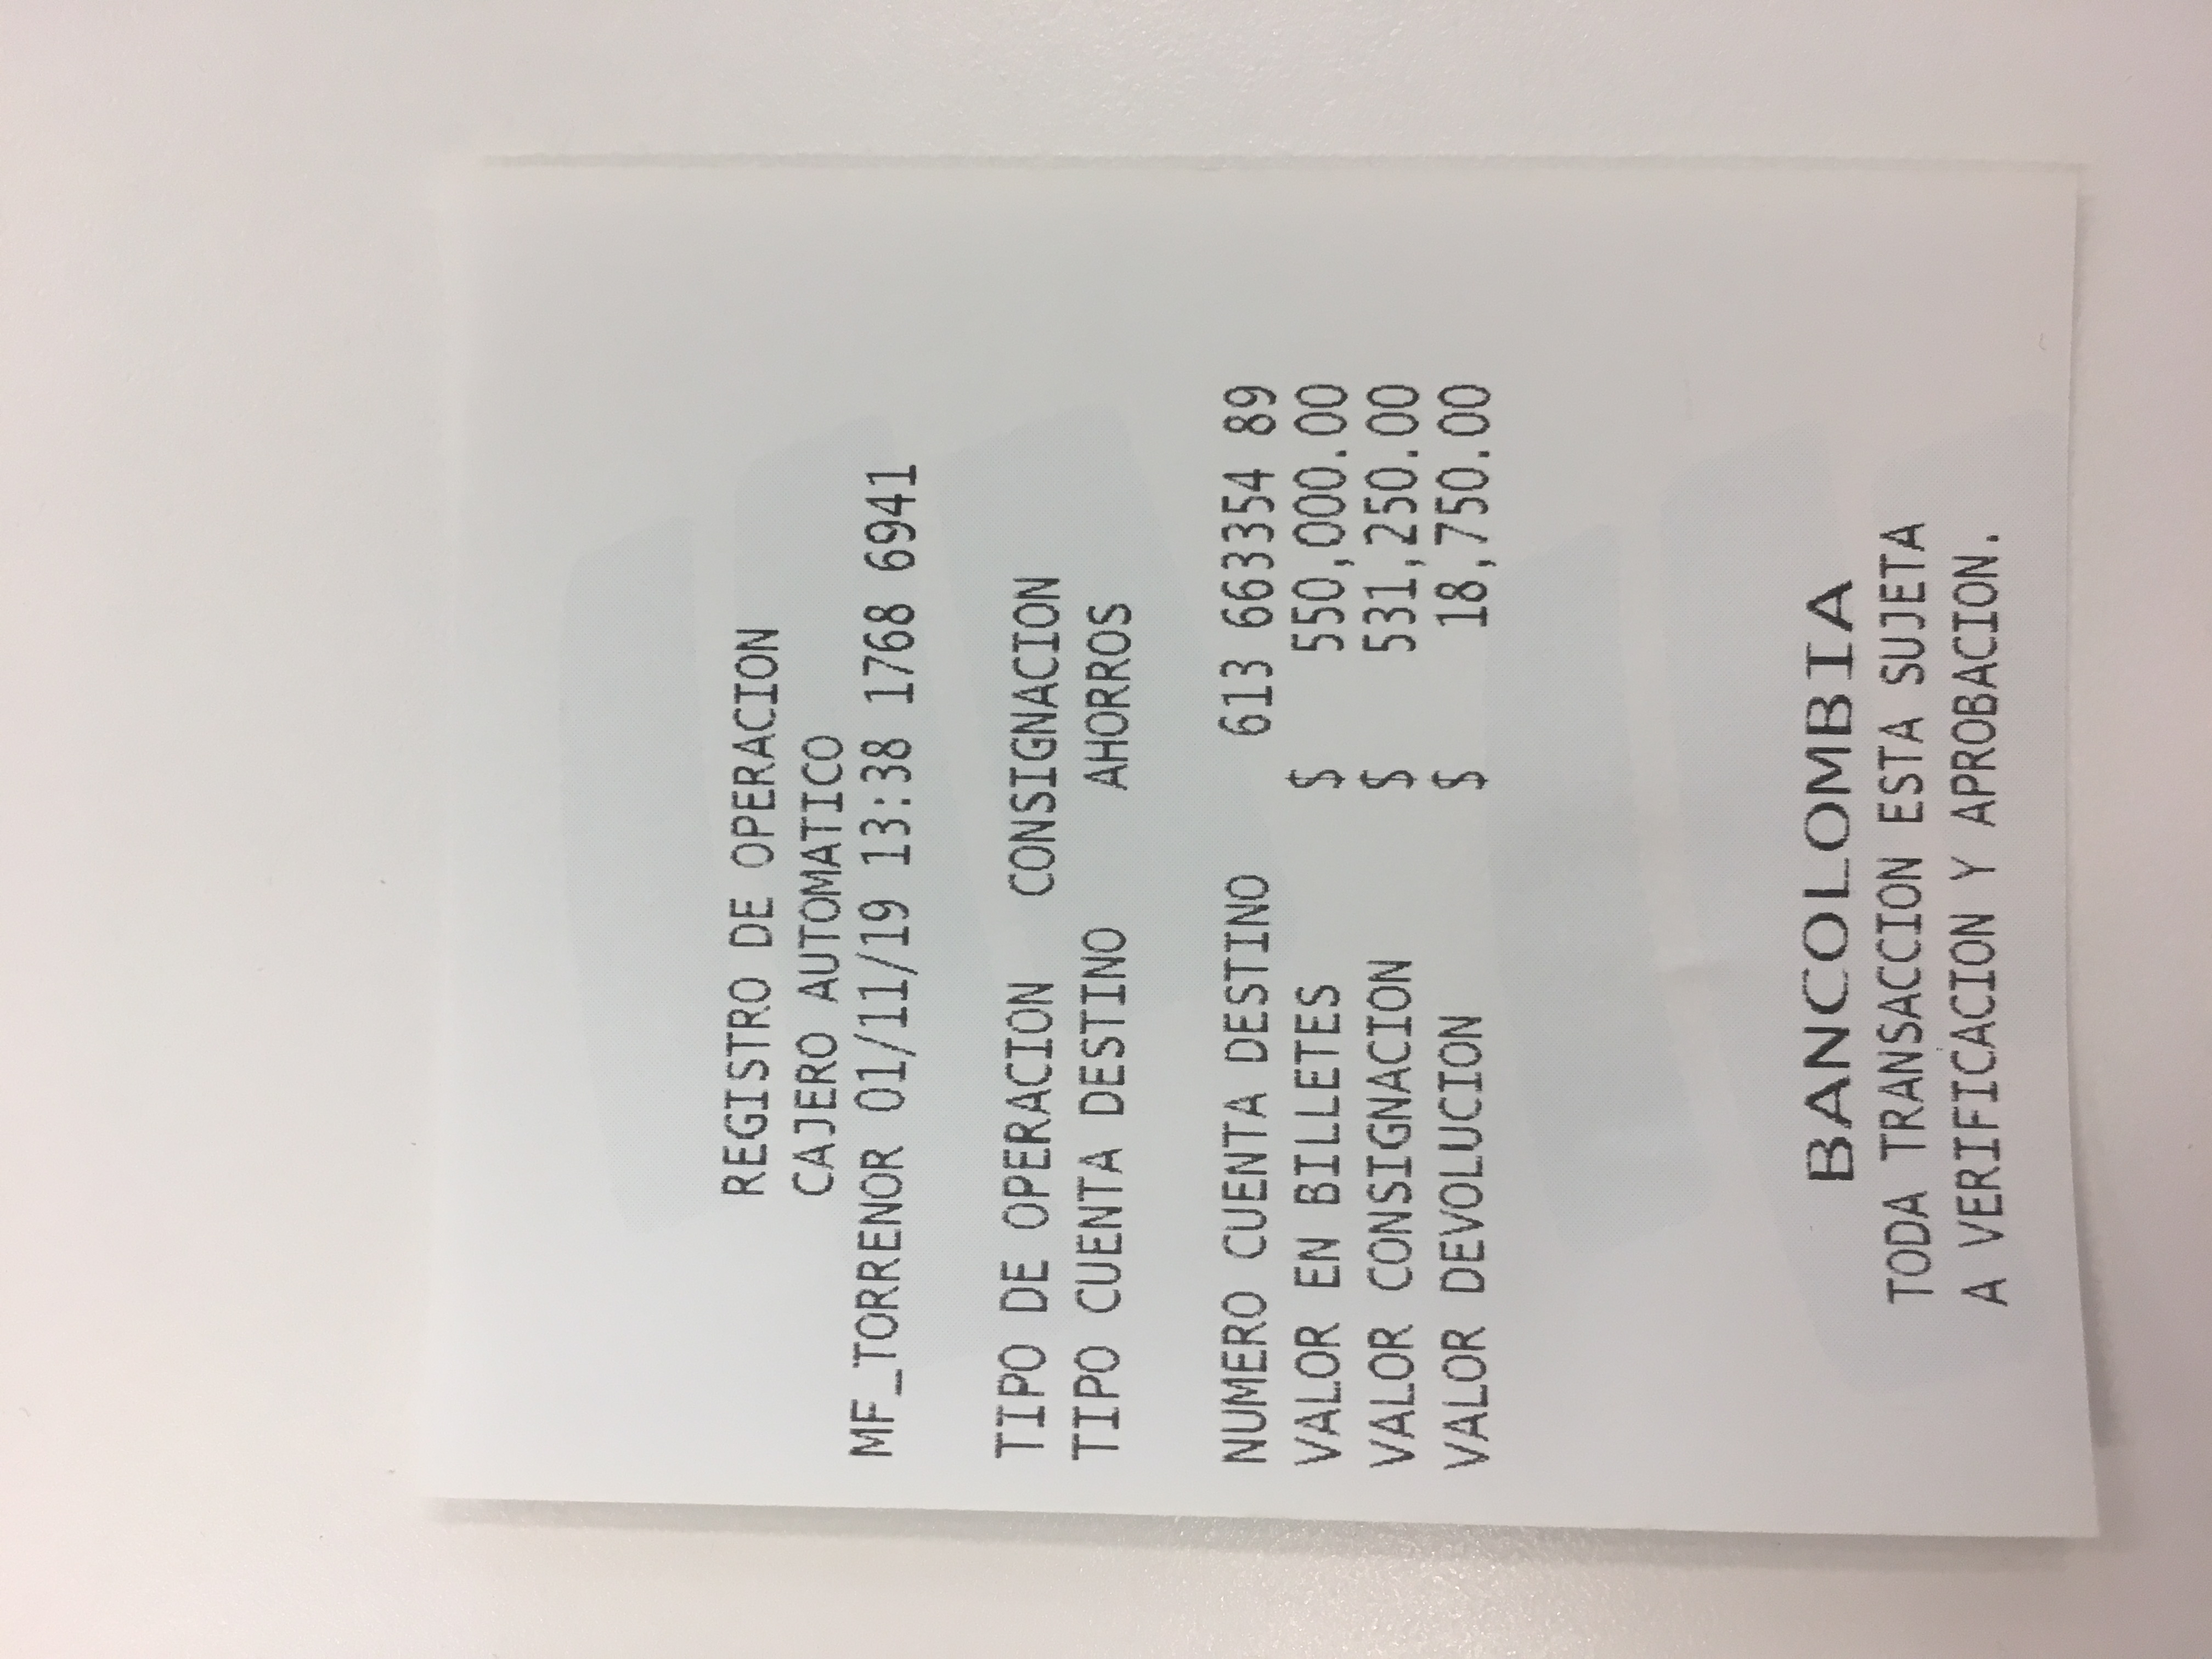 REGISTRO DE OPERACION
CAJERO AUTOMATICO
MF_TORRENOR 01/11/19 13:38 1768 6941
TIPO DE OPERACION CONSIGNACION
TIPO CUENTA DESTINO AHORROS
NUMERO CUENTA DESTINO 613 663354 89
VALOR EN BILLETES $ 550,000.00
VALOR CONSIGNACION $ 531,250.00
VALOR DEVOLUCION $ 18,750.00
BANCOLOMBIA
TODA TRANSACCION ESTA SUJETA
A VERIFICACION Y APROBACION.